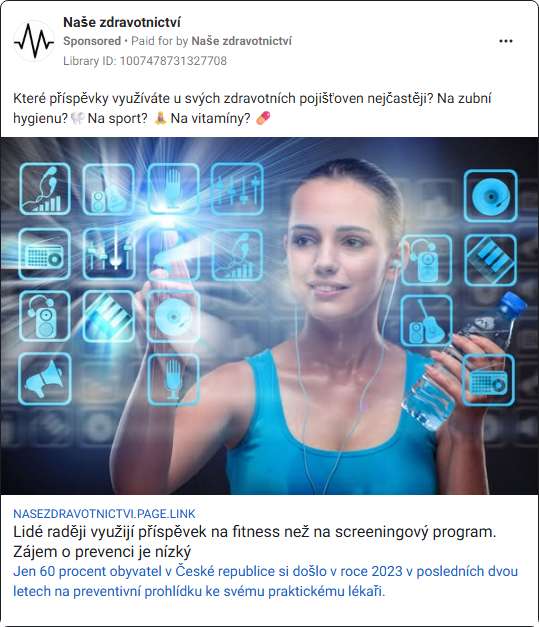 Naše zdravotnictví
Sponsored • Paid for by Naše zdravotnictví
Library ID: 1007478731327708
Které příspěvky využíváte u svých zdravotních pojišťoven nejčastěji? Na zubní
hygienu?🦷 Na sport? 🧘 Na vitamíny? 💊
NASEZDRAVOTNICTVI.PAGE.LINK
Lidé raději využijí příspěvek na fitness než na screeningový program.
Zájem o prevenci je nízký
Jen 60 procent obyvatel v České republice si došlo v roce 2023 v posledních dvou
letech na preventivní prohlídku ke svému praktickému lékaři.